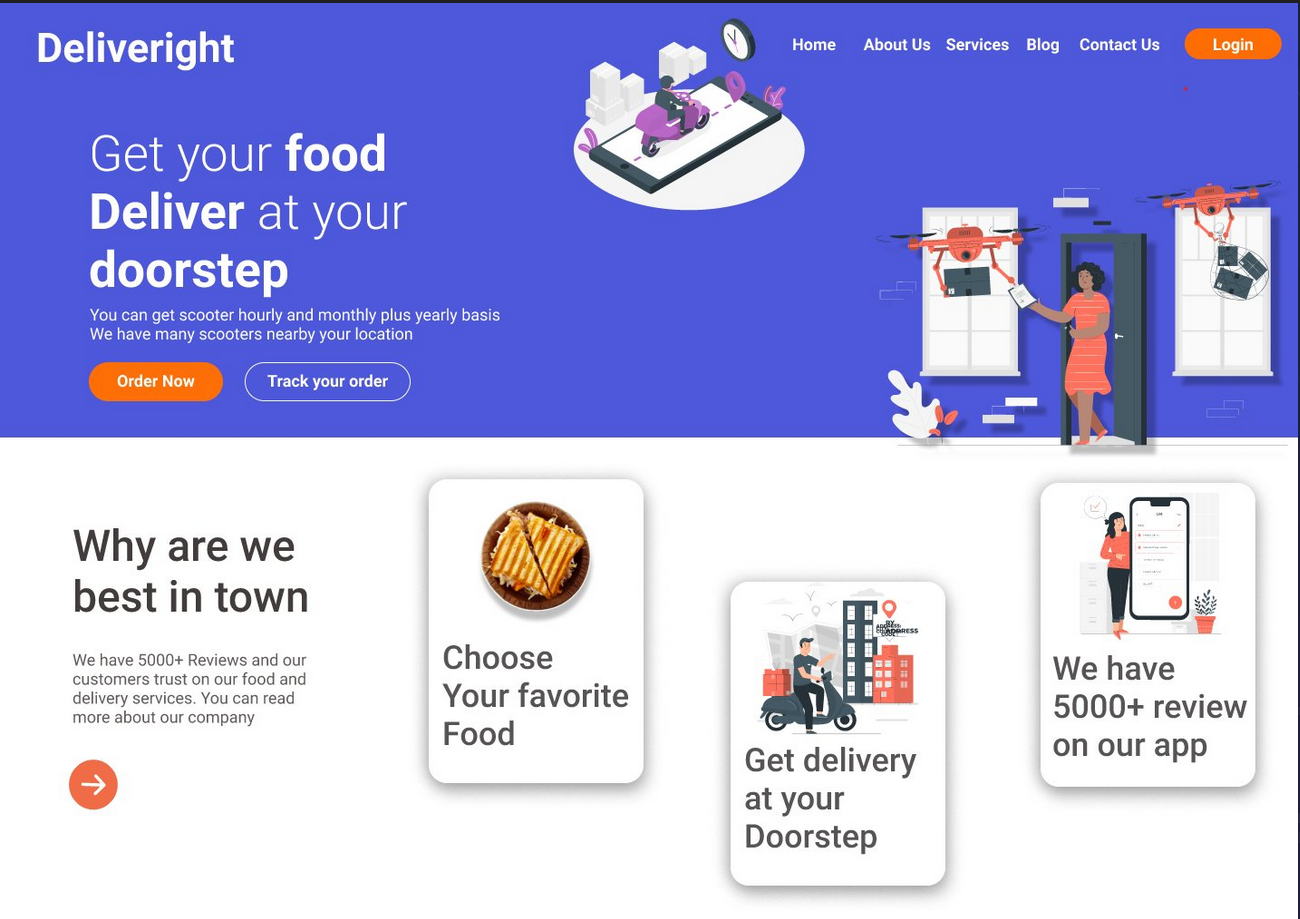 Deliveright
Home About Us Services Blog Contact Us Login
Get your food
Deliver at your
doorstep
You can get scooter hourly and monthly plus yearly basis
We have many scooters nearby your location
Order Now Track your order
Why are we
best in town
We have 5000+ Reviews and our
customers trust on our food and
delivery services. You can read
more about our company
Choose
Your favorite
Food
BY
ADDRESS
Get delivery
at your
Doorstep
We have
5000+ review
on our app